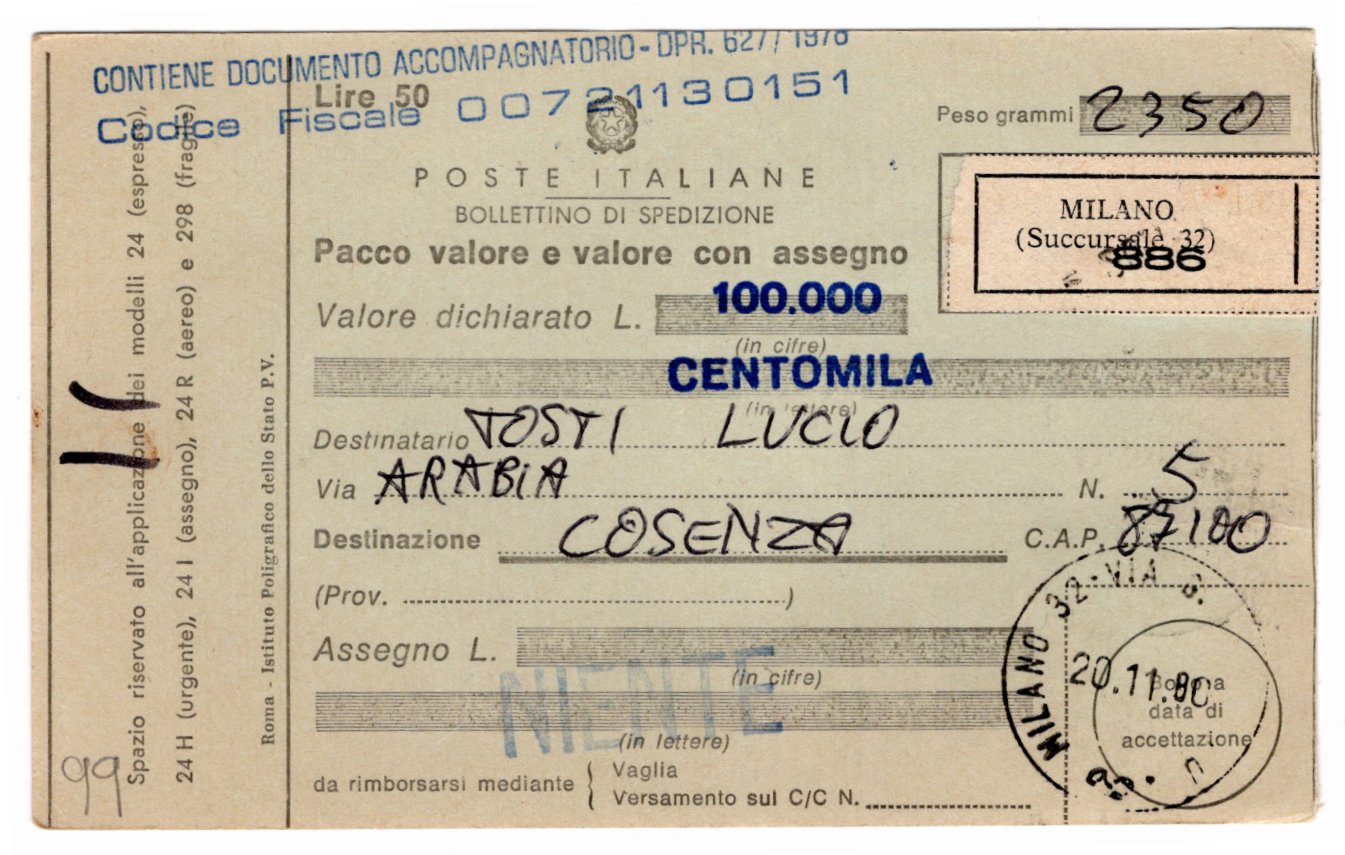 CONTIENE DOCUMENTO ACCOMPAGNATORIO - DPR. 627/1978
Codice Fiscale 00721130151
Lire 50
Peso grammi 2350
POSTE ITALIANE
BOLLETTINO DI SPEDIZIONE
Pacco valore e valore con assegno
MILANO
(Succursale 32)
886
Valore dichiarato L. 100.000
(in cifre)
CENTOMILA
(in lettere)
Destinatario TOSTI LUCIO
Via ARABIA N. 5
Destinazione COSENZA C.A.P. 87100
(Prov. )
Assegno L.
(in cifre)
NIENTE
(in lettere)
da rimborsarsi mediante { Vaglia
Versamento sul C/C N.
MILANO 32 - VIA
20.11.80
data di
accettazione
Spazio riservato all'applicazione dei modelli 24 (espresso),
24 H (urgente), 24 I (assegno), 24 R (aereo) e 298 (fragile)
Roma - Istituto Poligrafico dello Stato P.V.
99